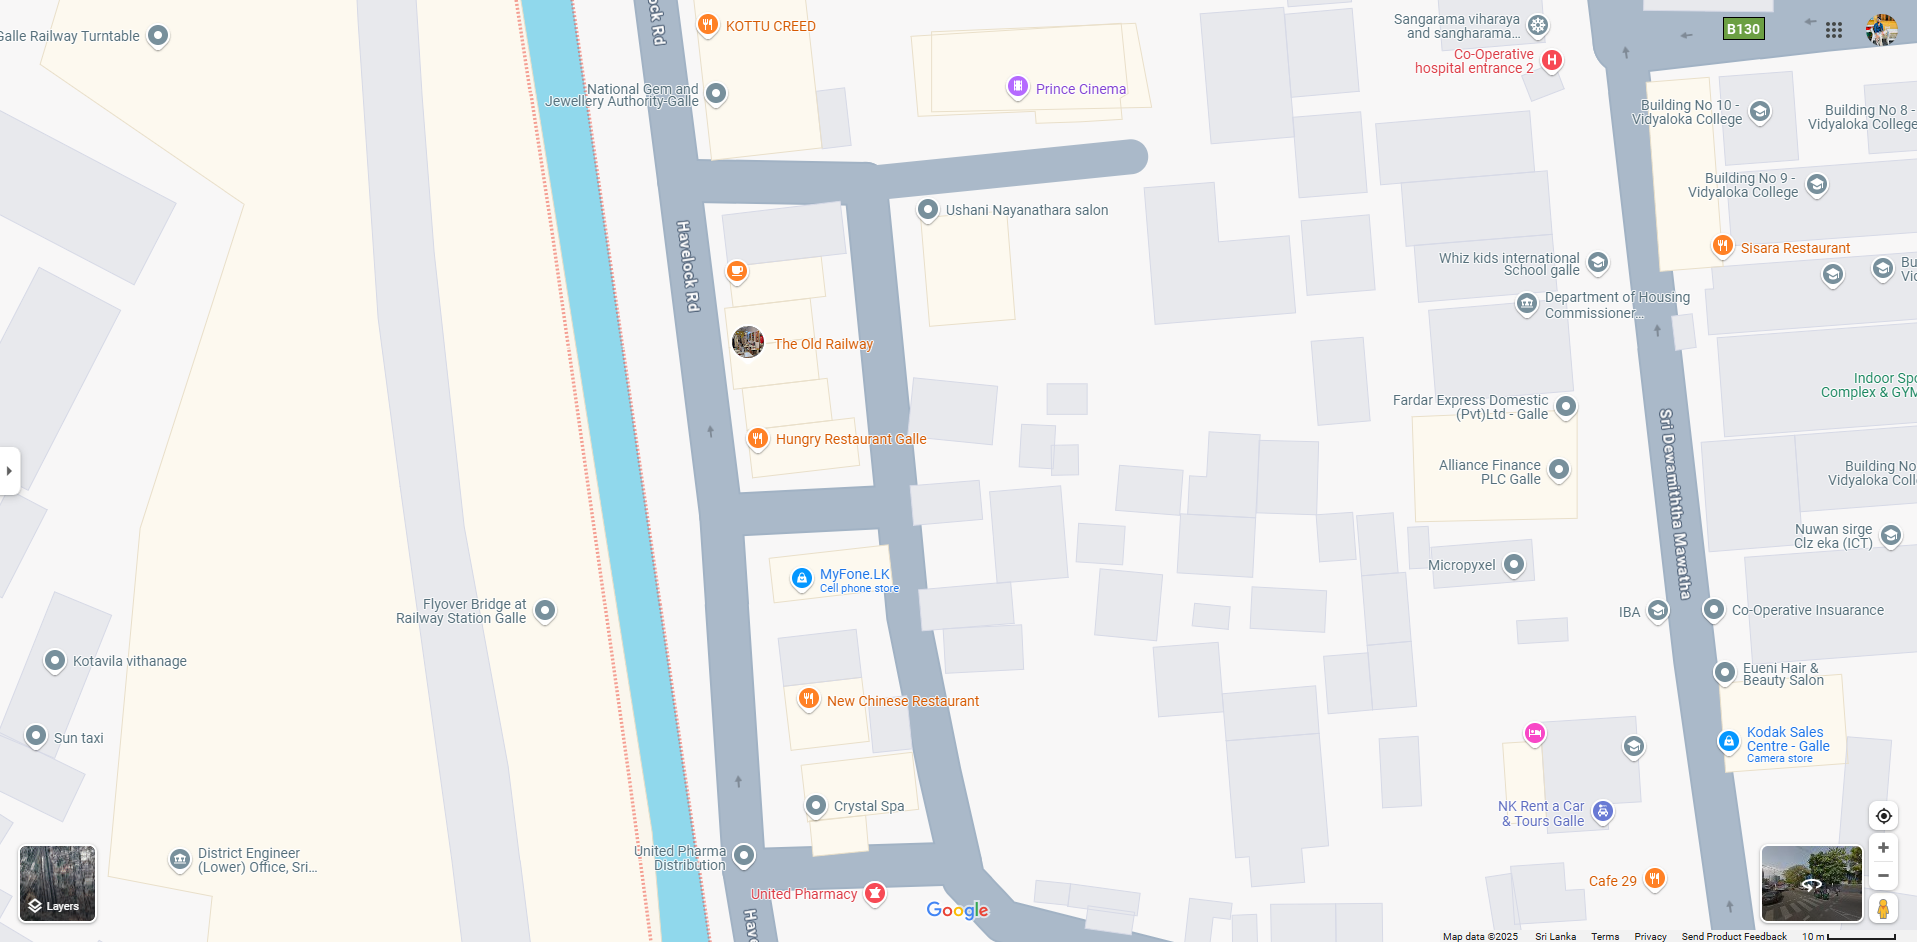 Galle Railway Turntable
ock Rd
KOTTU CREED
National Gem and
Jewellery Authority-Galle
Prince Cinema
Sangarama viharaya
and sangharama...
Co-Operative
hospital entrance 2
H
B130
Building No 10 -
Vidyaloka College
Building No 8 -
Vidyaloka College
Building No 9 -
Vidyaloka College
Ushani Nayanathara salon
Havelock Rd
Sisara Restaurant
Whiz kids international
School galle
Bu
Vic
Department of Housing
Commissioner...
The Old Railway
Indoor Spo
Complex & GYM
Fardar Express Domestic
(Pvt)Ltd - Galle
Hungry Restaurant Galle
Alliance Finance
PLC Galle
Sri Dewamiththa Mawatha
Building No
Vidyaloka Coll
Nuwan sirge
Clz eka (ICT)
Micropyxel
MyFone.LK
Cell phone store
Flyover Bridge at
Railway Station Galle
IBA
Co-Operative Insuarance
Kotavila vithanage
Eueni Hair &
Beauty Salon
New Chinese Restaurant
Sun taxi
Kodak Sales
Centre - Galle
Camera store
Crystal Spa
NK Rent a Car
& Tours Galle
District Engineer
(Lower) Office, Sri...
United Pharma
Distribution
United Pharmacy
Cafe 29
Layers
Google
Havelo
Map data ©2025 Sri Lanka Terms Privacy Send Product Feedback 10 m